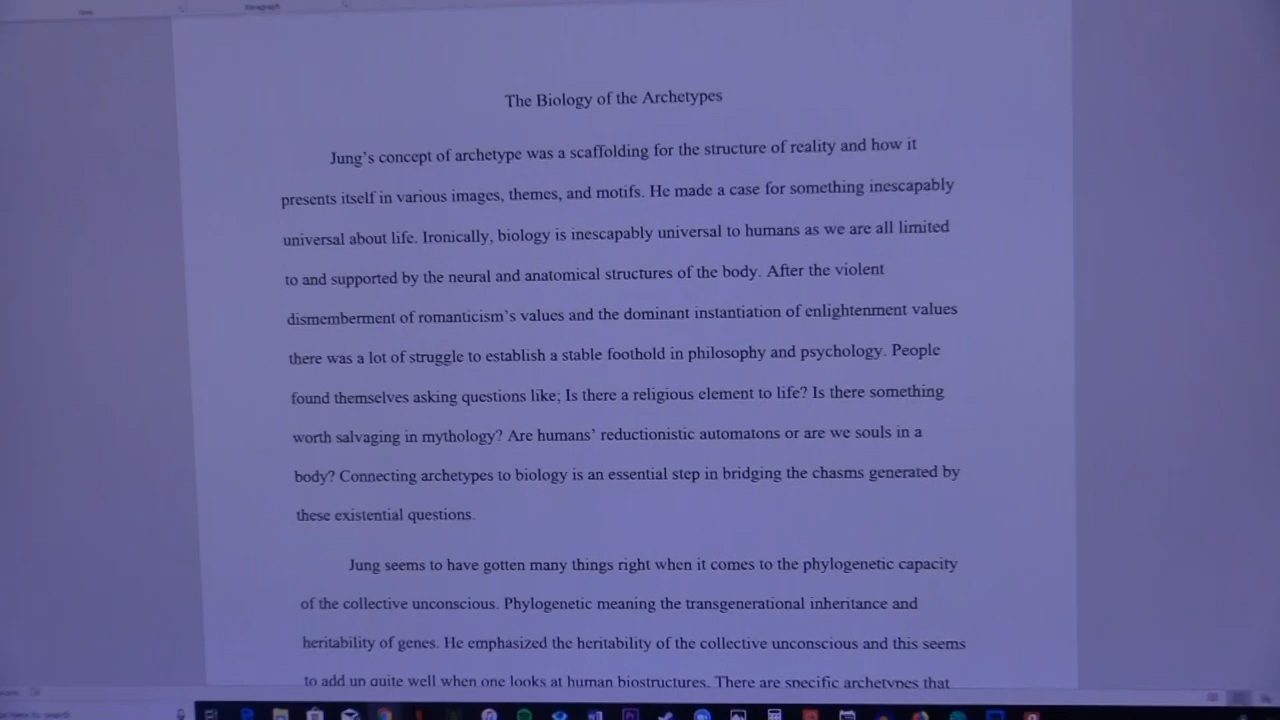 Paragraph
The Biology of the Archetypes
Jung's concept of archetype was a scaffolding for the structure of reality and how it
presents itself in various images, themes, and motifs. He made a case for something inescapably
universal about life. Ironically, biology is inescapably universal to humans as we are all limited
to and supported by the neural and anatomical structures of the body. After the violent
dismemberment of romanticism's values and the dominant instantiation of enlightenment values
there was a lot of struggle to establish a stable foothold in philosophy and psychology. People
found themselves asking questions like; Is there a religious element to life? Is there something
worth salvaging in mythology? Are humans' reductionistic automatons or are we souls in a
body? Connecting archetypes to biology is an essential step in bridging the chasms generated by
these existential questions.
Jung seems to have gotten many things right when it comes to the phylogenetic capacity
of the collective unconscious. Phylogenetic meaning the transgenerational inheritance and
heritability of genes. He emphasized the heritability of the collective unconscious and this seems
to add up quite well when one looks at human biostructures. There are specific archetypes that
here to search